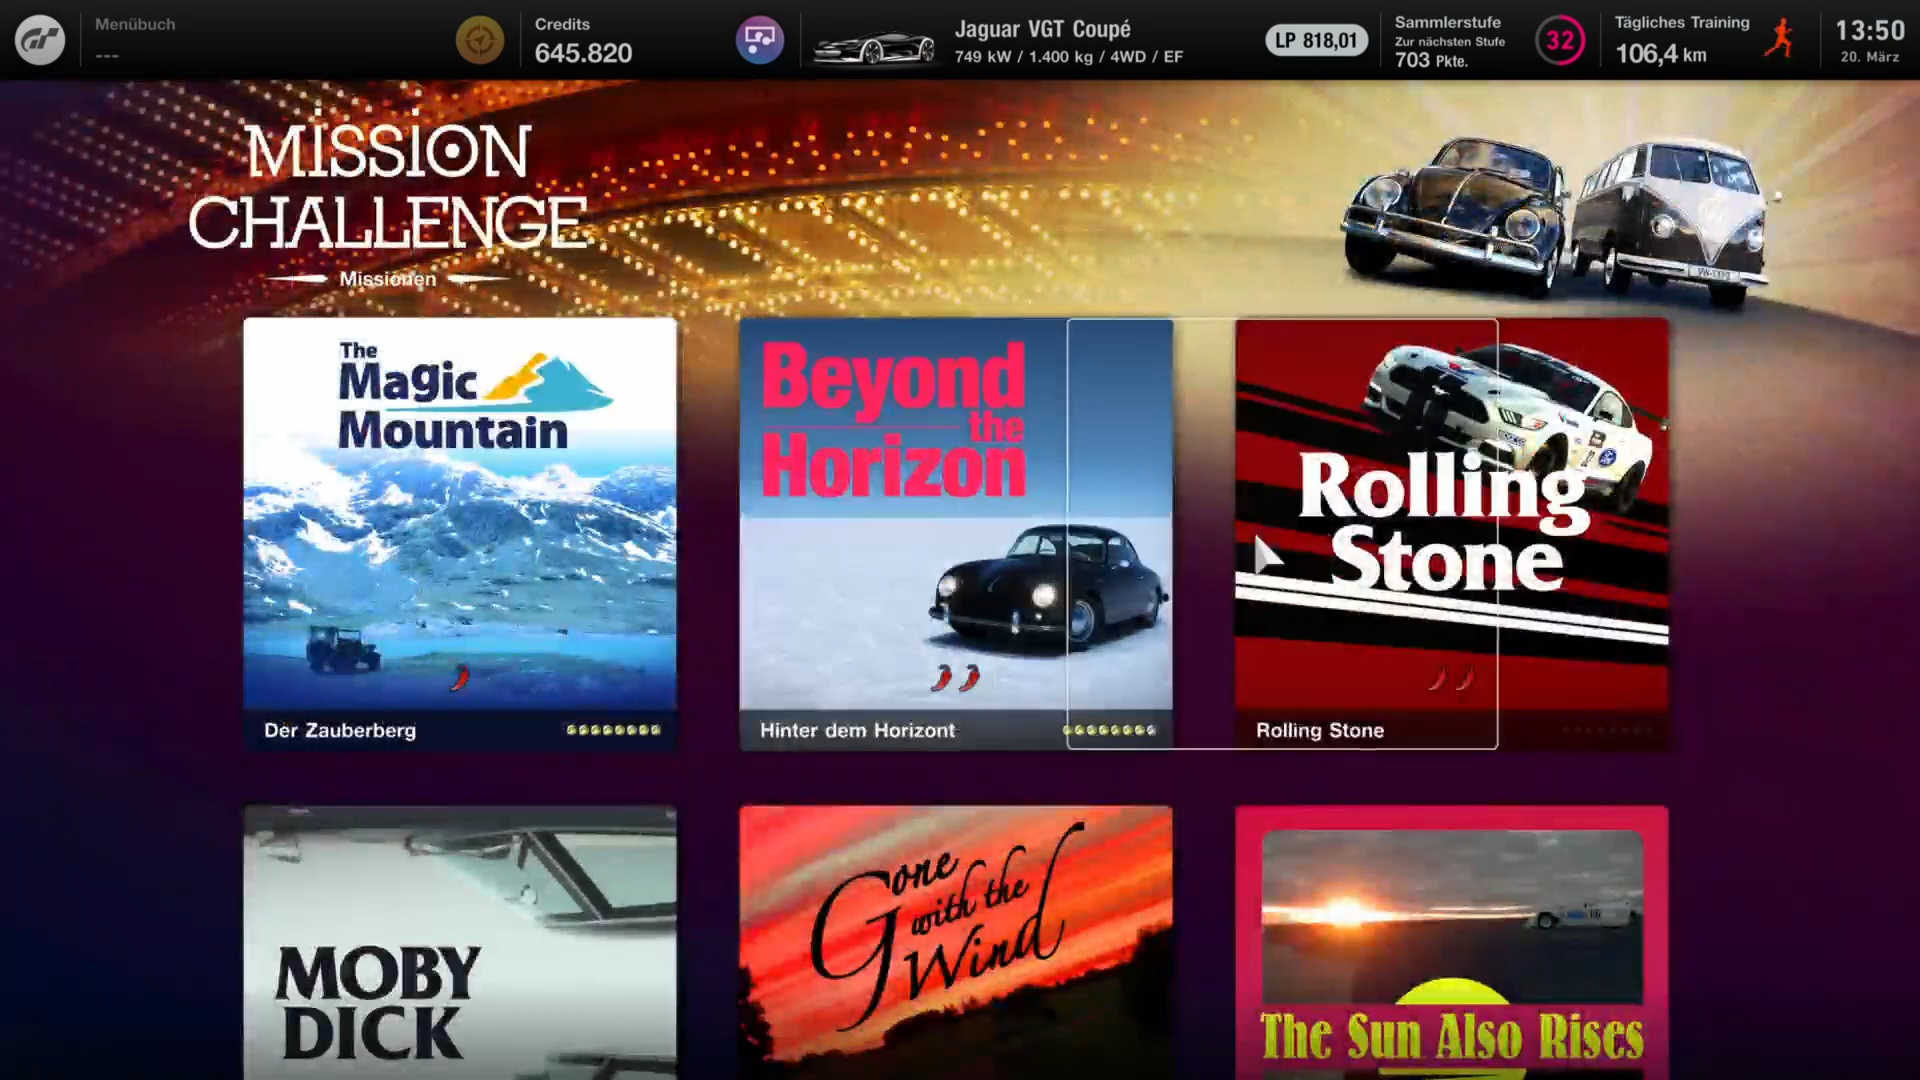 Menübuch
---
Credits
645.820
Jaguar VGT Coupé
749 kW / 1.400 kg / 4WD / EF
LP 818,01
Sammlerstufe
Zur nächsten Stufe
703 Pkte.
32
Tägliches Training
106,4 km
13:50
20. März
MISSION
CHALLENGE
Missionen
The
Magic
Mountain
Der Zauberberg
Beyond
the
Horizon
Hinter dem Horizont
Rolling
Stone
Rolling Stone
MOBY
DICK
Gone
with the
Wind
The Sun Also Rises